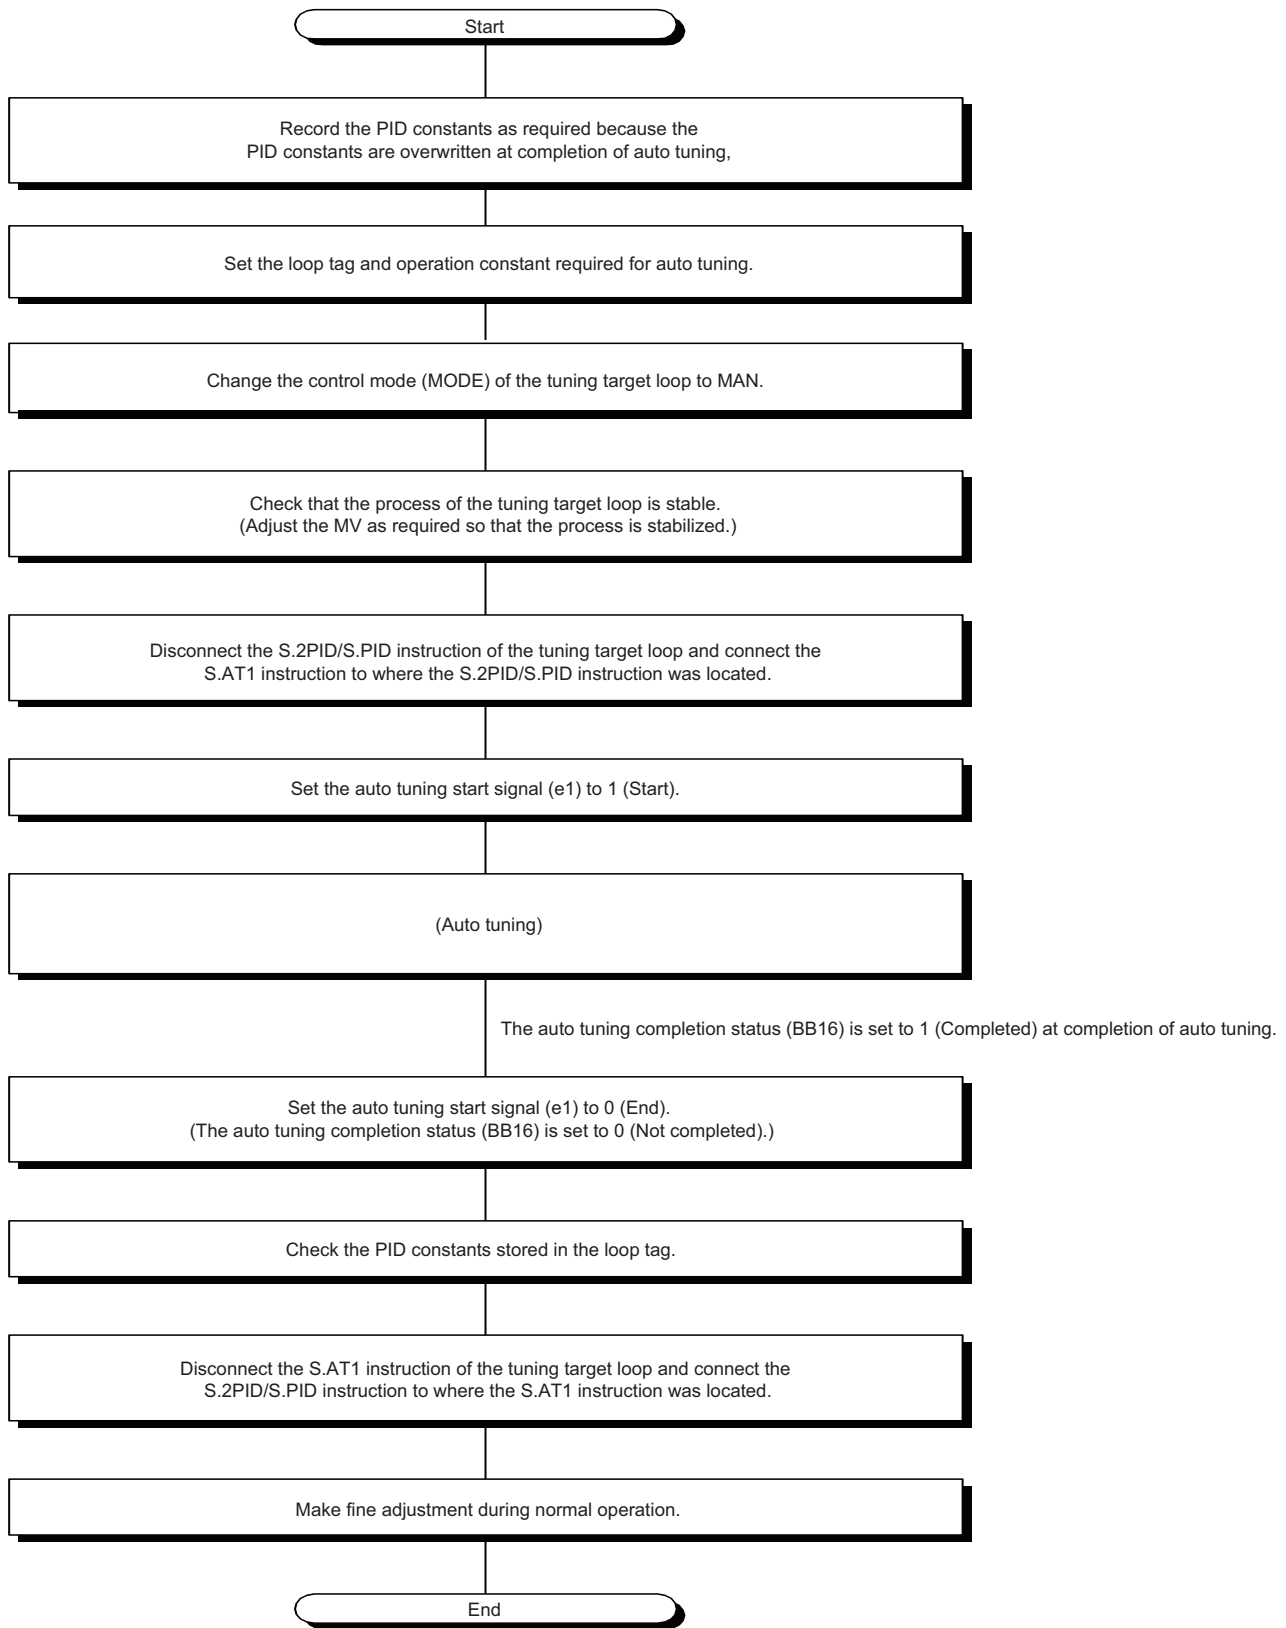 Start
Record the PID constants as required because the
PID constants are overwritten at completion of auto tuning,
Set the loop tag and operation constant required for auto tuning.
Change the control mode (MODE) of the tuning target loop to MAN.
Check that the process of the tuning target loop is stable.
(Adjust the MV as required so that the process is stabilized.)
Disconnect the S.2PID/S.PID instruction of the tuning target loop and connect the
S.AT1 instruction to where the S.2PID/S.PID instruction was located.
Set the auto tuning start signal (e1) to 1 (Start).
(Auto tuning)
The auto tuning completion status (BB16) is set to 1 (Completed) at completion of auto tuning.
Set the auto tuning start signal (e1) to 0 (End).
(The auto tuning completion status (BB16) is set to 0 (Not completed).)
Check the PID constants stored in the loop tag.
Disconnect the S.AT1 instruction of the tuning target loop and connect the
S.2PID/S.PID instruction to where the S.AT1 instruction was located.
Make fine adjustment during normal operation.
End